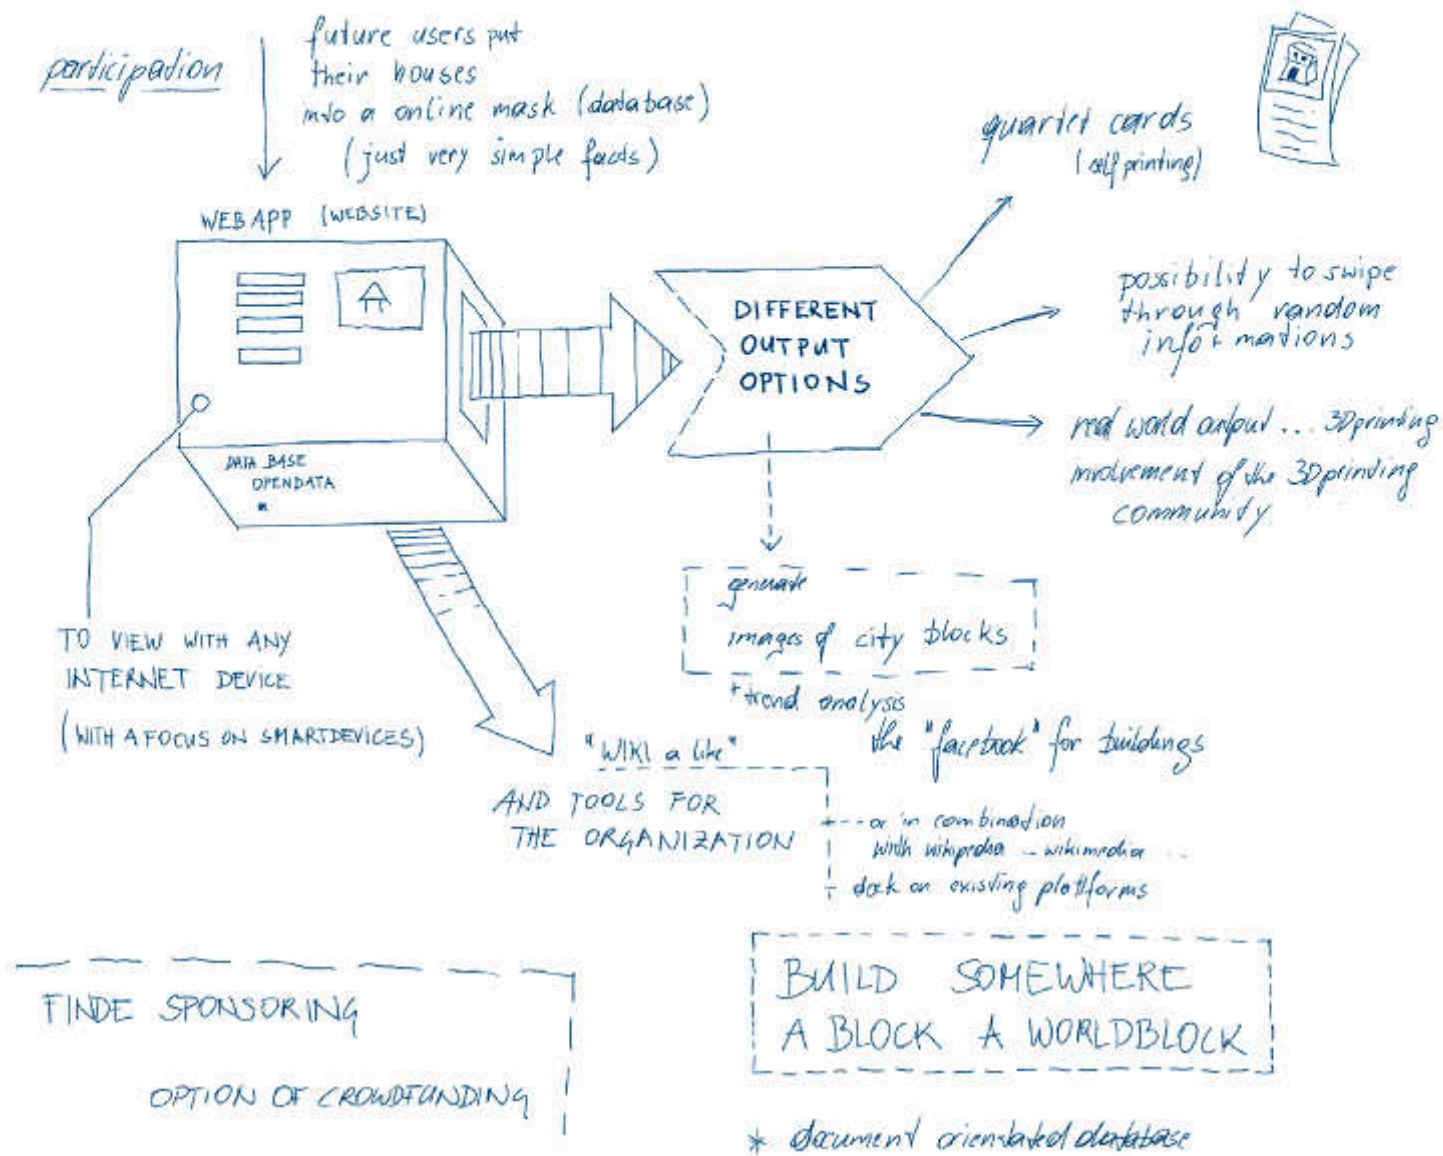 participation
future users put
their houses
into a online mask (database)
(just very simple facts)
WEBAPP (WEBSITE)
DATA BASE
OPENDATA
*
TO VIEW WITH ANY
INTERNET DEVICE
(WITH A FOCUS ON SMARTDEVICES)
DIFFERENT
OUTPUT
OPTIONS
quartet cards
(self printing)
possibility to swipe
through random
informations
real world output ... 3Dprinting
involvement of the 3Dprinting
community
generate
images of city blocks
+ trend analysis
the "facebook" for buildings
"WIKI a like"
AND TOOLS FOR
THE ORGANIZATION
or in combination
with wikipedia - wikimedia ...
dock on existing plattforms
FINDE SPONSORING
OPTION OF CROWDFUNDING
BUILD SOMEWHERE
A BLOCK A WORLDBLOCK
* document orientated database